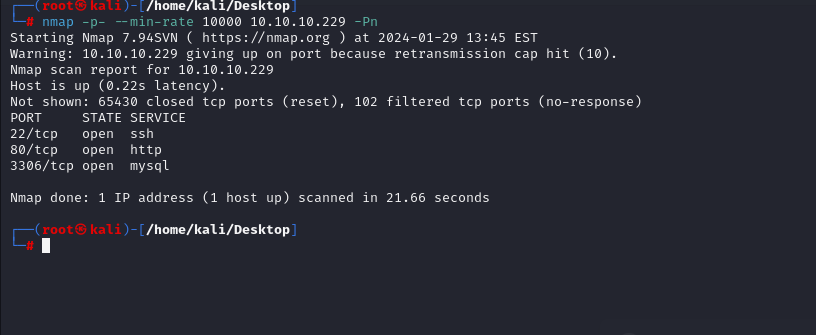 ┌──(root㉿kali)-[/home/kali/Desktop]
└─# nmap -p- --min-rate 10000 10.10.10.229 -Pn
Starting Nmap 7.94SVN ( https://nmap.org ) at 2024-01-29 13:45 EST
Warning: 10.10.10.229 giving up on port because retransmission cap hit (10).
Nmap scan report for 10.10.10.229
Host is up (0.22s latency).
Not shown: 65430 closed tcp ports (reset), 102 filtered tcp ports (no-response)
PORT     STATE SERVICE
22/tcp   open  ssh
80/tcp   open  http
3306/tcp open  mysql
Nmap done: 1 IP address (1 host up) scanned in 21.66 seconds
┌──(root㉿kali)-[/home/kali/Desktop]
└─#